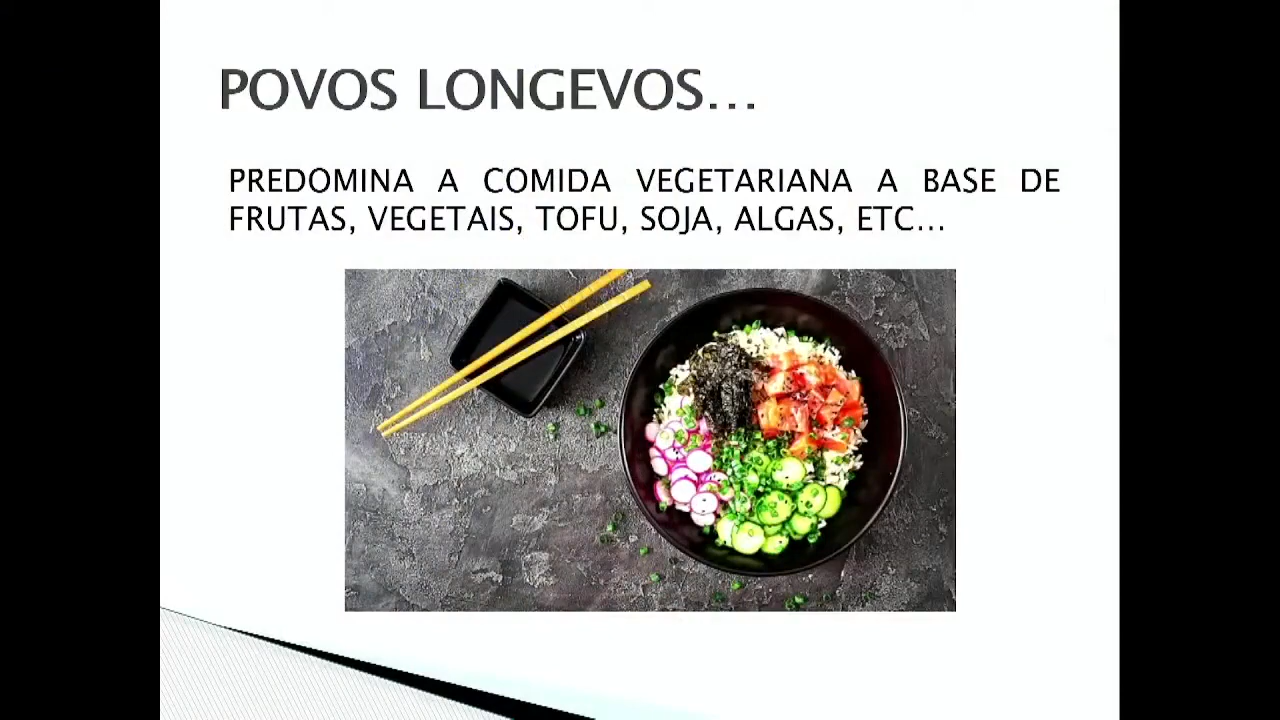 POVOS LONGEVOS...
PREDOMINA A COMIDA VEGETARIANA A BASE DE
FRUTAS, VEGETAIS, TOFU, SOJA, ALGAS, ETC...